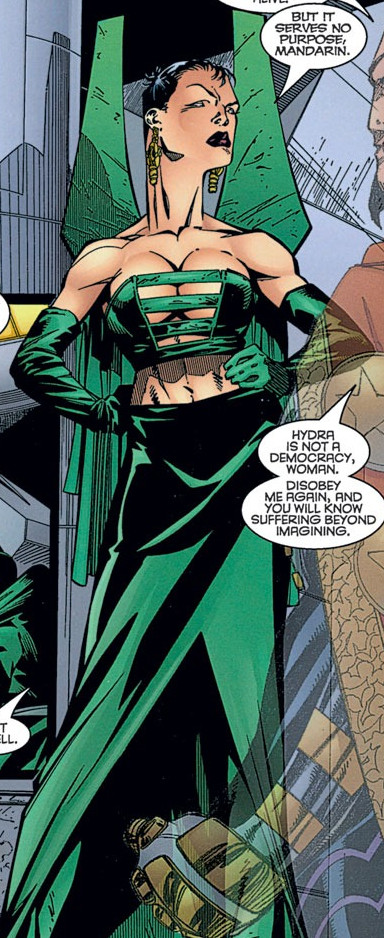 ALIVE.
BUT IT
SERVES NO
PURPOSE,
MANDARIN.
HYDRA
IS NOT A
DEMOCRACY,
WOMAN.
DISOBEY
ME AGAIN, AND
YOU WILL KNOW
SUFFERING BEYOND
IMAGINING.